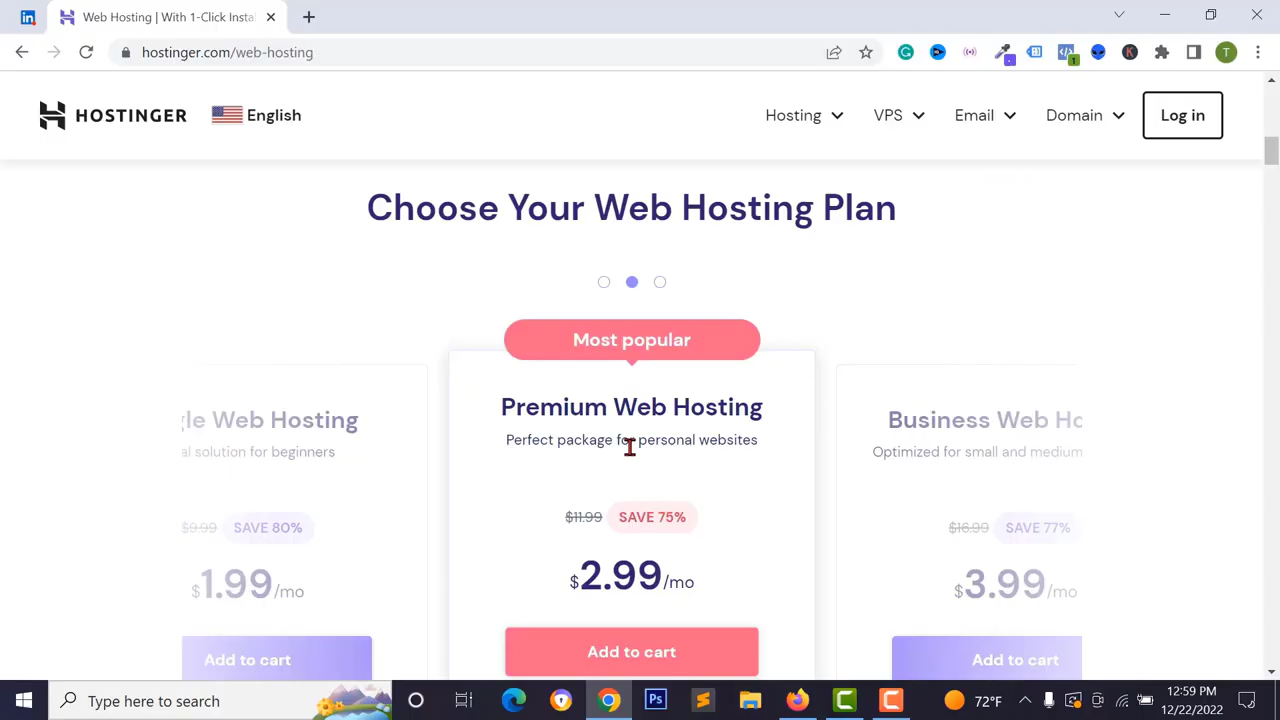 Web Hosting | With 1-Click Insta
hostinger.com/web-hosting
T
HOSTINGER
English
Hosting
VPS
Email
Domain
Log in
Choose Your Web Hosting Plan
Most popular
gle Web Hosting
al solution for beginners
$9.99 SAVE 80%
$1.99/mo
Add to cart
Premium Web Hosting
Perfect package for personal websites
$11.99 SAVE 75%
$2.99/mo
Add to cart
Business Web Ho
Optimized for small and medium
$16.99 SAVE 77%
$3.99/mo
Add to cart
Type here to search
72°F
12:59 PM
12/22/2022